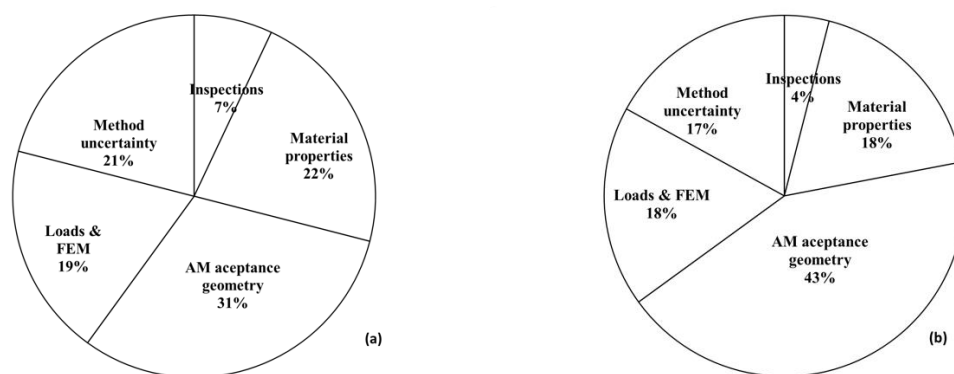 Inspections
7%
Material
properties
22%
AM aceptance
geometry
31%
Loads &
FEM
19%
Method
uncertainty
21%
(a)
Inspections
4%
Material
properties
18%
AM aceptance
geometry
43%
Loads & FEM
18%
Method
uncertainty
17%
(b)